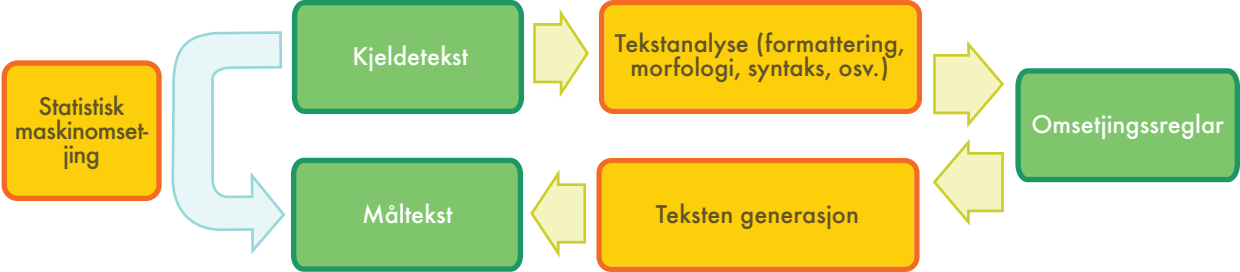 Statistisk
maskinomset-
jing
Kjeldetekst
Tekstanalyse (formattering,
morfologi, syntaks, osv.)
Omsetjingssreglar
Teksten generasjon
Måltekst